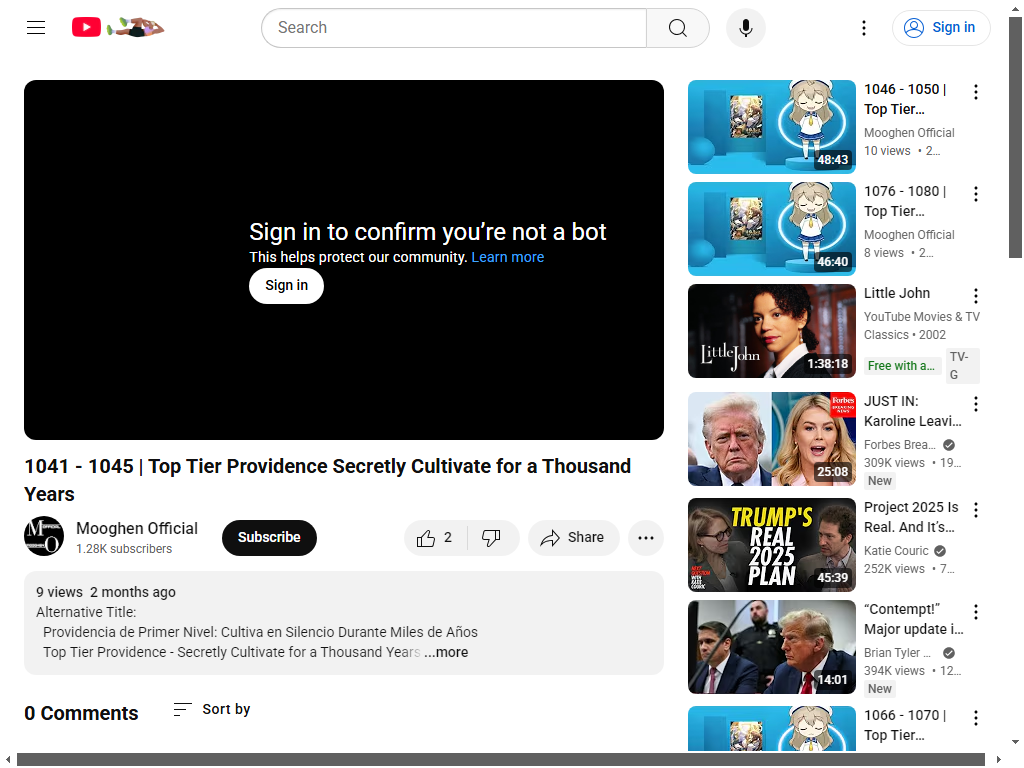 Search
Sign in
Sign in to confirm you’re not a bot
This helps protect our community. Learn more
Sign in
1041 - 1045 | Top Tier Providence Secretly Cultivate for a Thousand
Years
Mooghen Official
1.28K subscribers
Subscribe
2
Share
9 views 2 months ago
Alternative Title:
Providencia de Primer Nivel: Cultiva en Silencio Durante Miles de Años
Top Tier Providence - Secretly Cultivate for a Thousand Years ...more
0 Comments
Sort by
48:43
1046 - 1050 |
Top Tier…
Mooghen Official
10 views • 2…
46:40
1076 - 1080 |
Top Tier…
Mooghen Official
8 views • 2…
Little John
1:38:18
Little John
YouTube Movies & TV
Classics • 2002
Free with a…
TV-
G
Forbes
BREAKING
NEWS
25:08
JUST IN:
Karoline Leavi…
Forbes Brea…
309K views • 19…
New
TRUMP'S
REAL
2025
PLAN
NEXT
QUESTION
WITH
KATIE
COURIC
45:39
Project 2025 Is
Real. And It’s…
Katie Couric
252K views • 7…
14:01
“Contempt!”
Major update i…
Brian Tyler …
394K views • 12…
New
1066 - 1070 |
Top Tier…